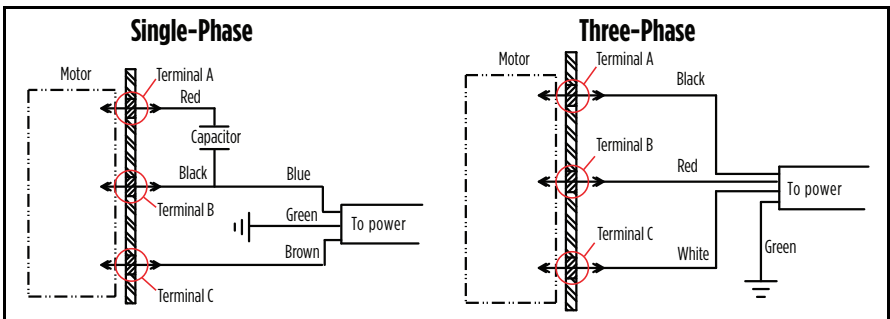 Single-Phase
Motor
Terminal A
Red
Capacitor
Black
Blue
Terminal B
Green
To power
Brown
Terminal C
Three-Phase
Motor
Terminal A
Black
Terminal B
Red
To power
Terminal C
White
Green